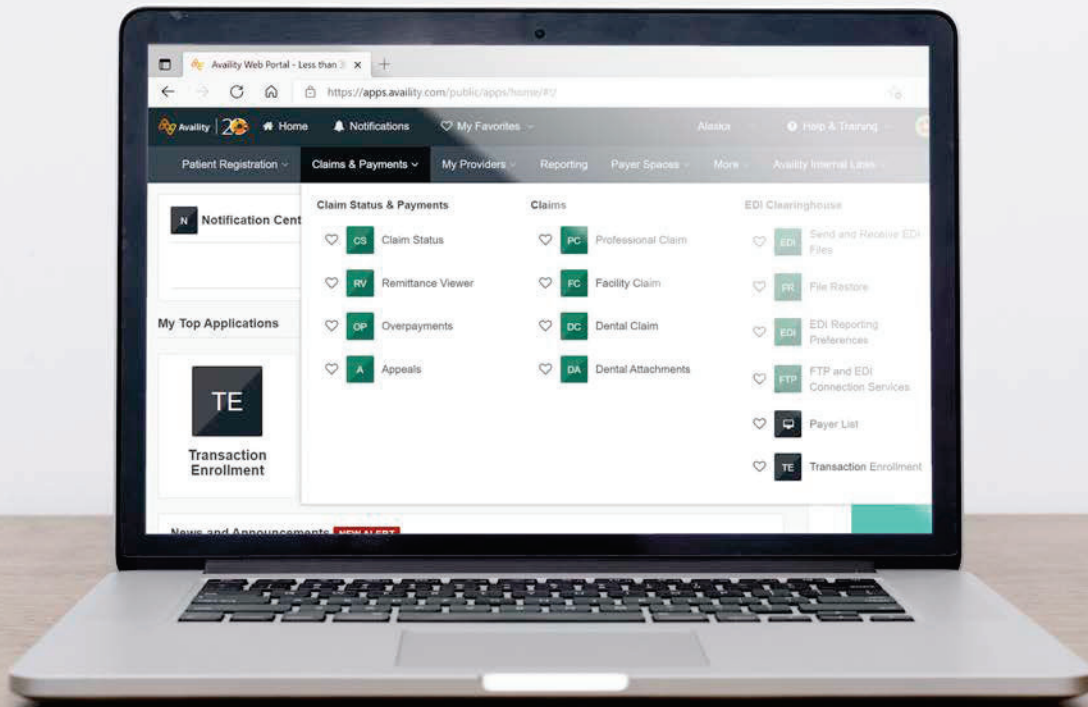 Availity Web Portal - Less than
https://apps.availity.com/public/apps/home/#!/
Availity 20 Home Notifications My Favorites Alaska Help & Training
Patient Registration Claims & Payments My Providers Reporting Payer Spaces More Availity Internal Links
N Notification Cent
Claim Status & Payments
CS Claim Status
RV Remittance Viewer
OP Overpayments
A Appeals
Claims
PC Professional Claim
FC Facility Claim
DC Dental Claim
DA Dental Attachments
EDI Clearinghouse
EDI Send and Receive EDI
Files
PR File Restore
EDI EDI Reporting
Preferences
FTP FTP and EDI
Connection Services
Payer List
TE Transaction Enrollment
My Top Applications
TE
Transaction
Enrollment
News and Announcements NEW ALERT